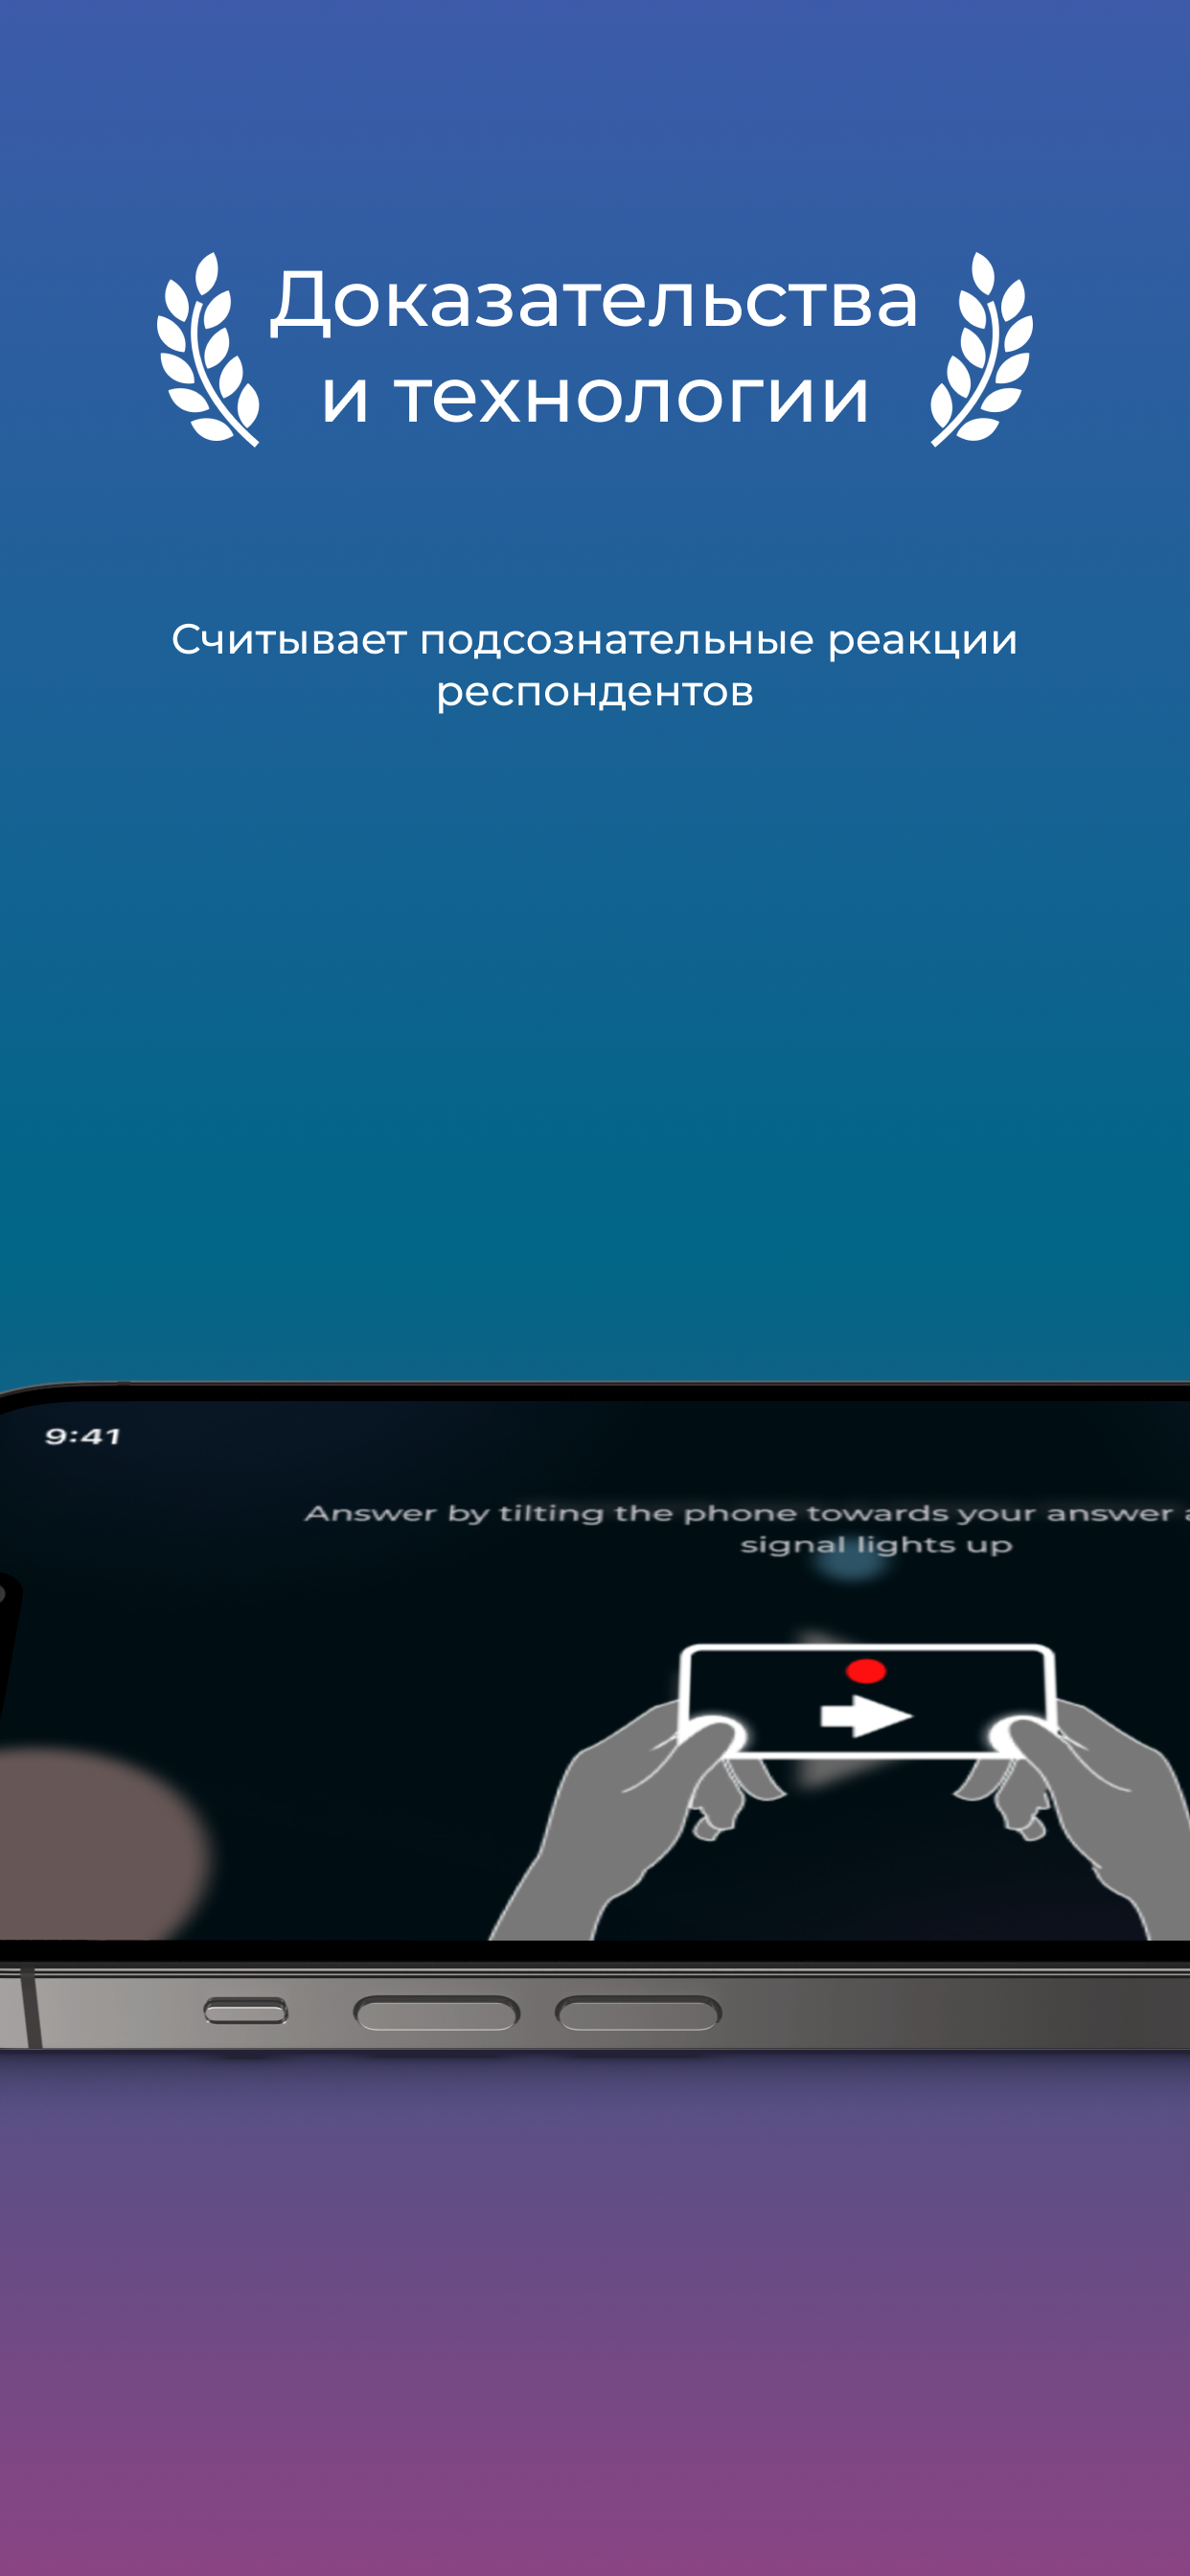 Доказательства
и технологии
Считывает подсознательные реакции
респондентов
9:41
Answer by tilting the phone towards your answer
signal lights up